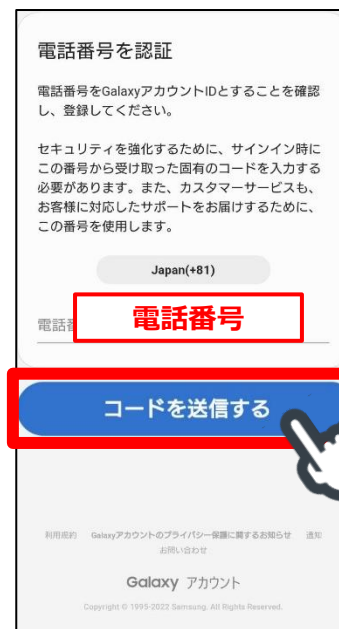 電話番号を認証
電話番号をGalaxyアカウントIDとすることを確認
し、登録してください。
セキュリティを強化するために、サインイン時に
この番号から受け取った固有のコードを入力する
必要があります。また、カスタマーサービスも、
お客様に対応したサポートをお届けするために、
この番号を使用します。
Japan(+81)
電話番号
コードを送信する
利用規約 Galaxyアカウントのプライバシー保護に関するお知らせ 通知
お問い合わせ
Galaxy アカウント
Copyright © 1995-2022 Samsung. All Rights Reserved.